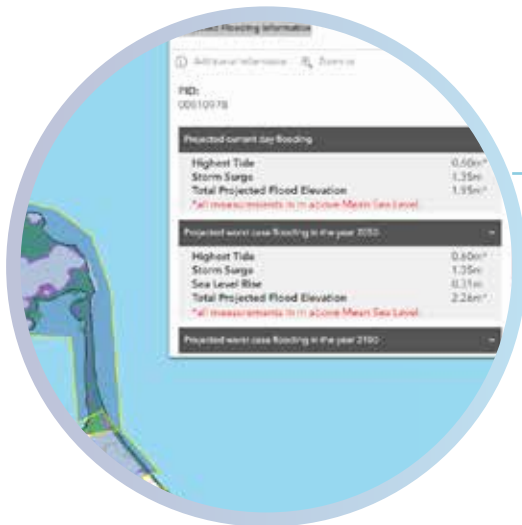 Flooding Information
Additional Information Zoom to
PID:
Projected current day flooding
Highest Tide 0.60m*
Storm Surge 1.35m
Total Projected Flood Elevation 1.95m*
*all measurements in m above Mean Sea Level.
Projected worst case flooding in the year 2050
Highest Tide 0.60m*
Storm Surge 1.35m
Sea Level Rise 0.31m
Total Projected Flood Elevation 2.26m*
*all measurements in m above Mean Sea Level.
Projected worst case flooding in the year 2100